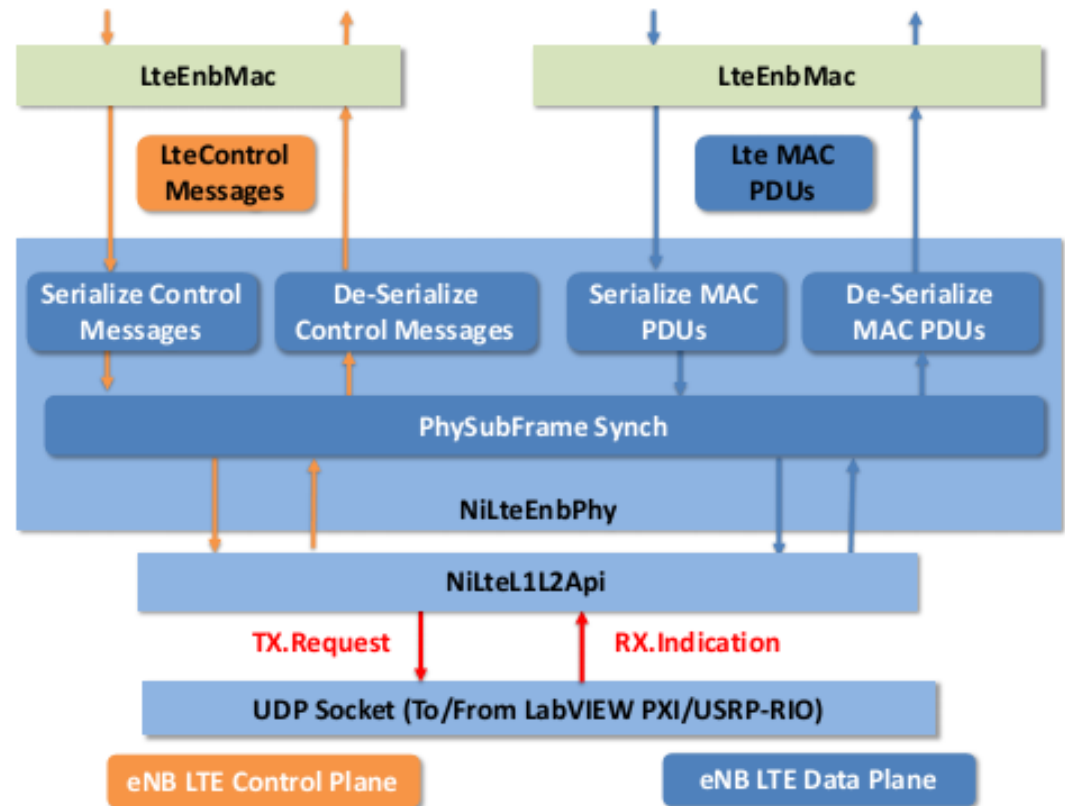 LteEnbMac
LteEnbMac
LteControl
Messages
Lte MAC
PDUs
Serialize Control
Messages
De-Serialize
Control Messages
Serialize MAC
PDUs
De-Serialize
MAC PDUs
PhySubFrame Synch
NiLteEnbPhy
NiLteL1L2Api
TX.Request
RX.Indication
UDP Socket (To/From LabVIEW PXI/USRP-RIO)
eNB LTE Control Plane
eNB LTE Data Plane